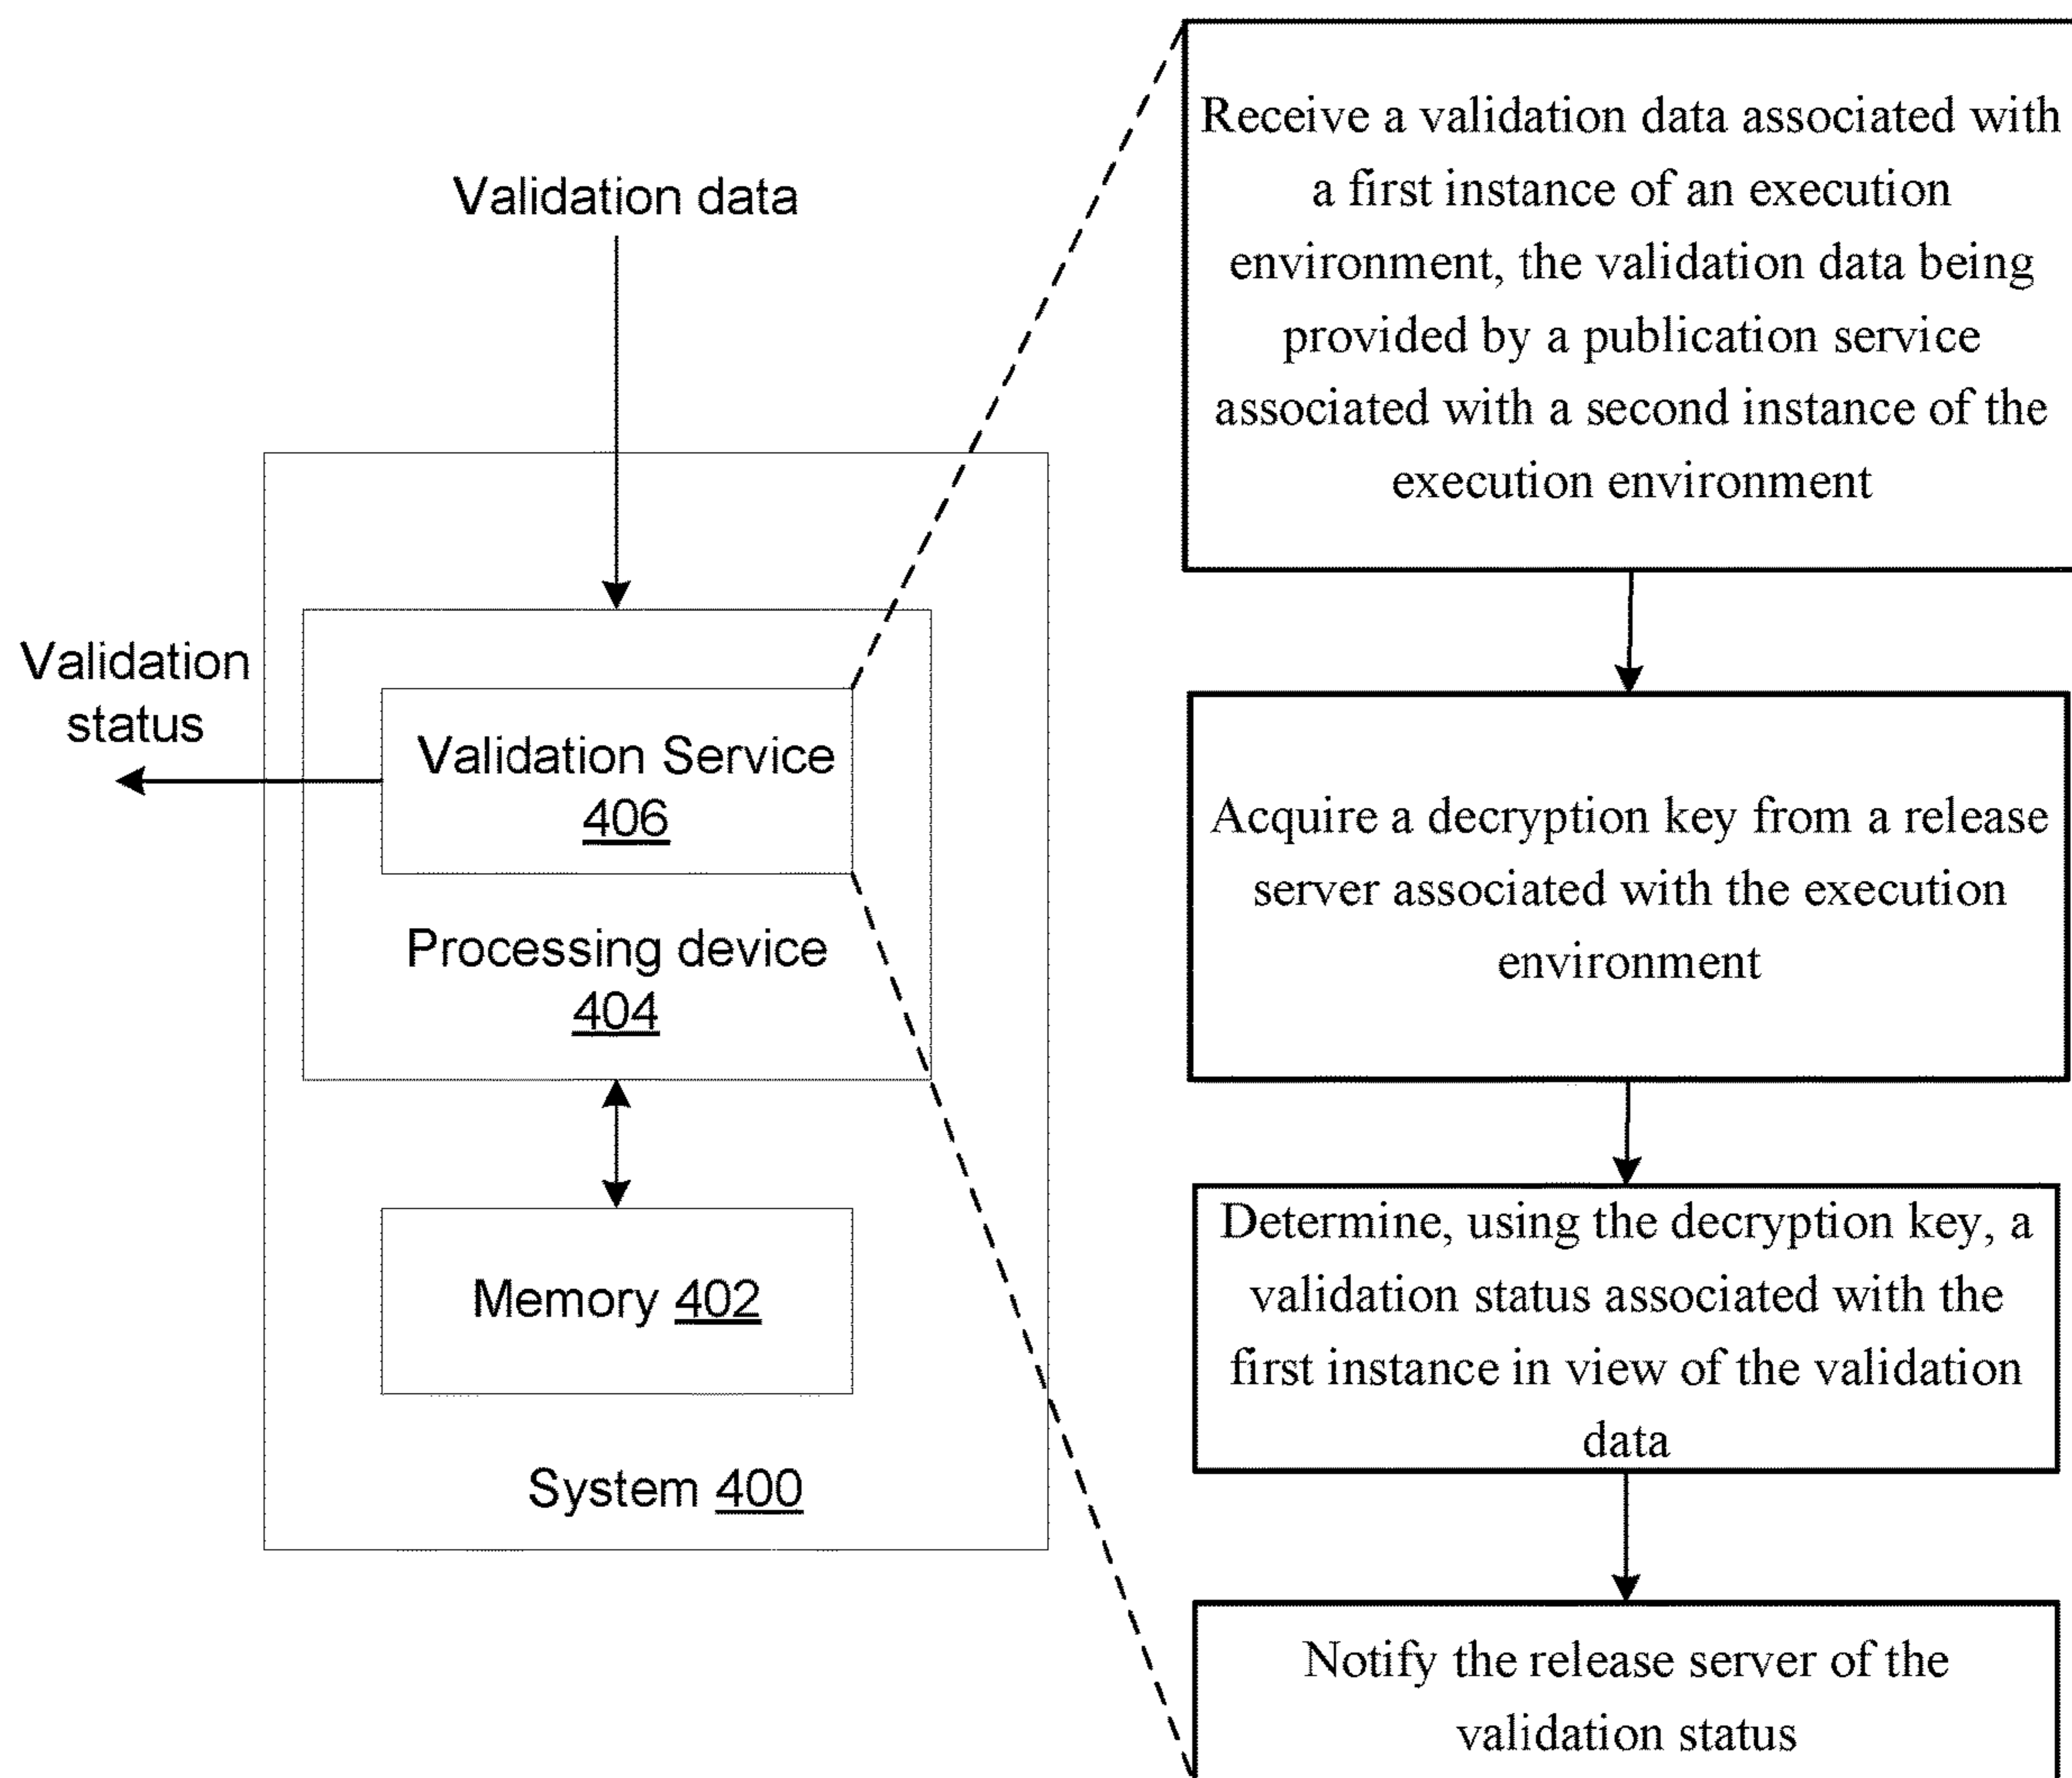 Validation data
Validation
status
Validation Service
406
Processing device
404
Memory 402
System 400
Receive a validation data associated with
a first instance of an execution
environment, the validation data being
provided by a publication service
associated with a second instance of the
execution environment
Acquire a decryption key from a release
server associated with the execution
environment
Determine, using the decryption key, a
validation status associated with the
first instance in view of the validation
data
Notify the release server of the
validation status